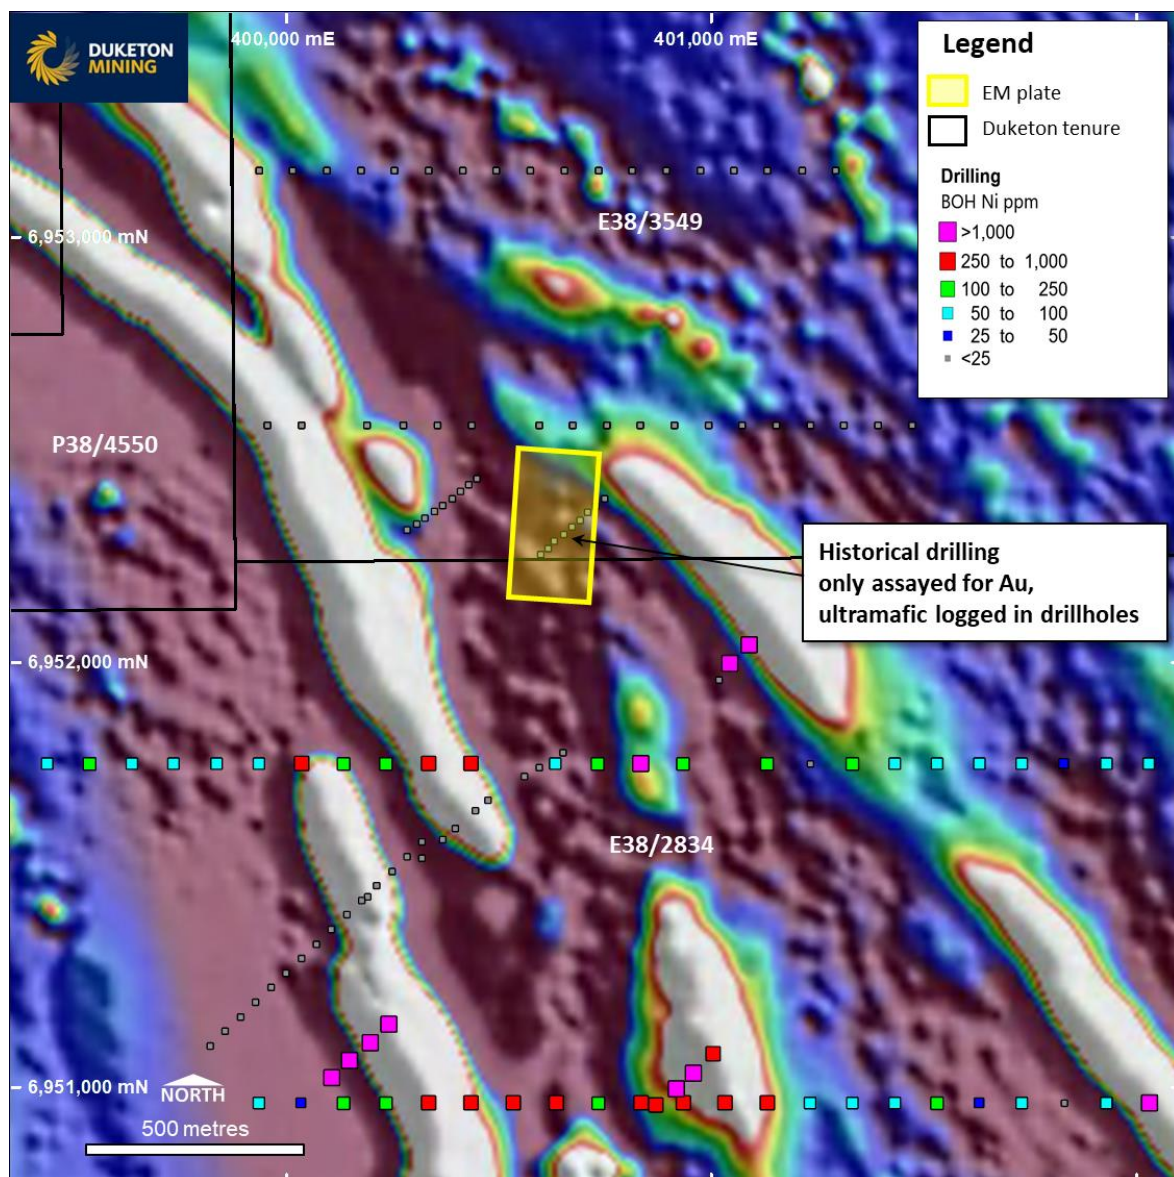 DUKETON
MINING
400,000 mE
401,000 mE
Legend
EM plate
Duketon tenure
Drilling
BOH Ni ppm
>1,000
250 to 1,000
100 to 250
50 to 100
25 to 50
<25
E38/3549
6,953,000 mN
P38/4550
Historical drilling
only assayed for Au,
ultramafic logged in drillholes
6,952,000 mN
E38/2834
6,951,000 mN
NORTH
500 metres